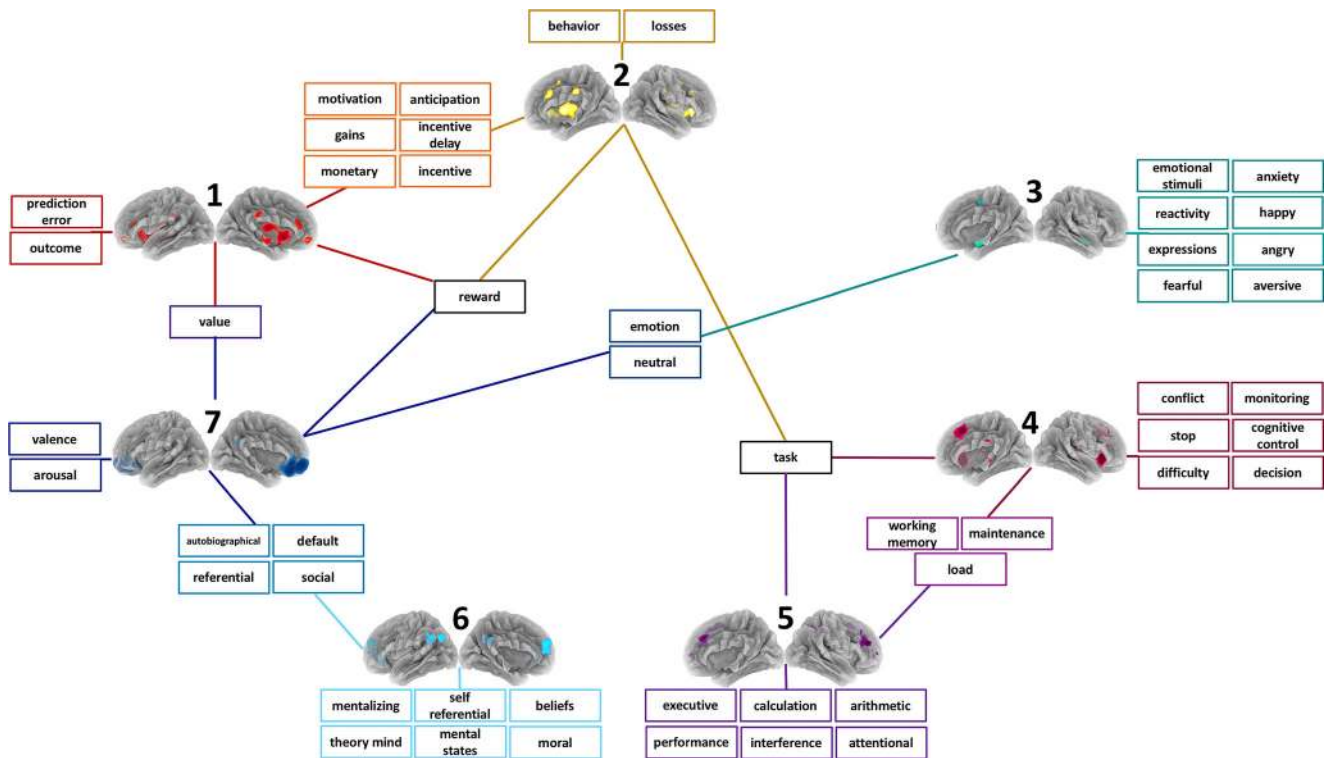 behavior
losses
2
motivation
anticipation
gains
incentive
delay
monetary
incentive
1
prediction
error
outcome
3
emotional
stimuli
anxiety
reactivity
happy
expressions
angry
fearful
aversive
reward
value
emotion
neutral
7
valence
arousal
4
conflict
monitoring
stop
cognitive
control
difficulty
decision
task
autobiographical
default
referential
social
working
memory
maintenance
load
6
mentalizing
self
referential
beliefs
theory mind
mental
states
moral
5
executive
calculation
arithmetic
performance
interference
attentional